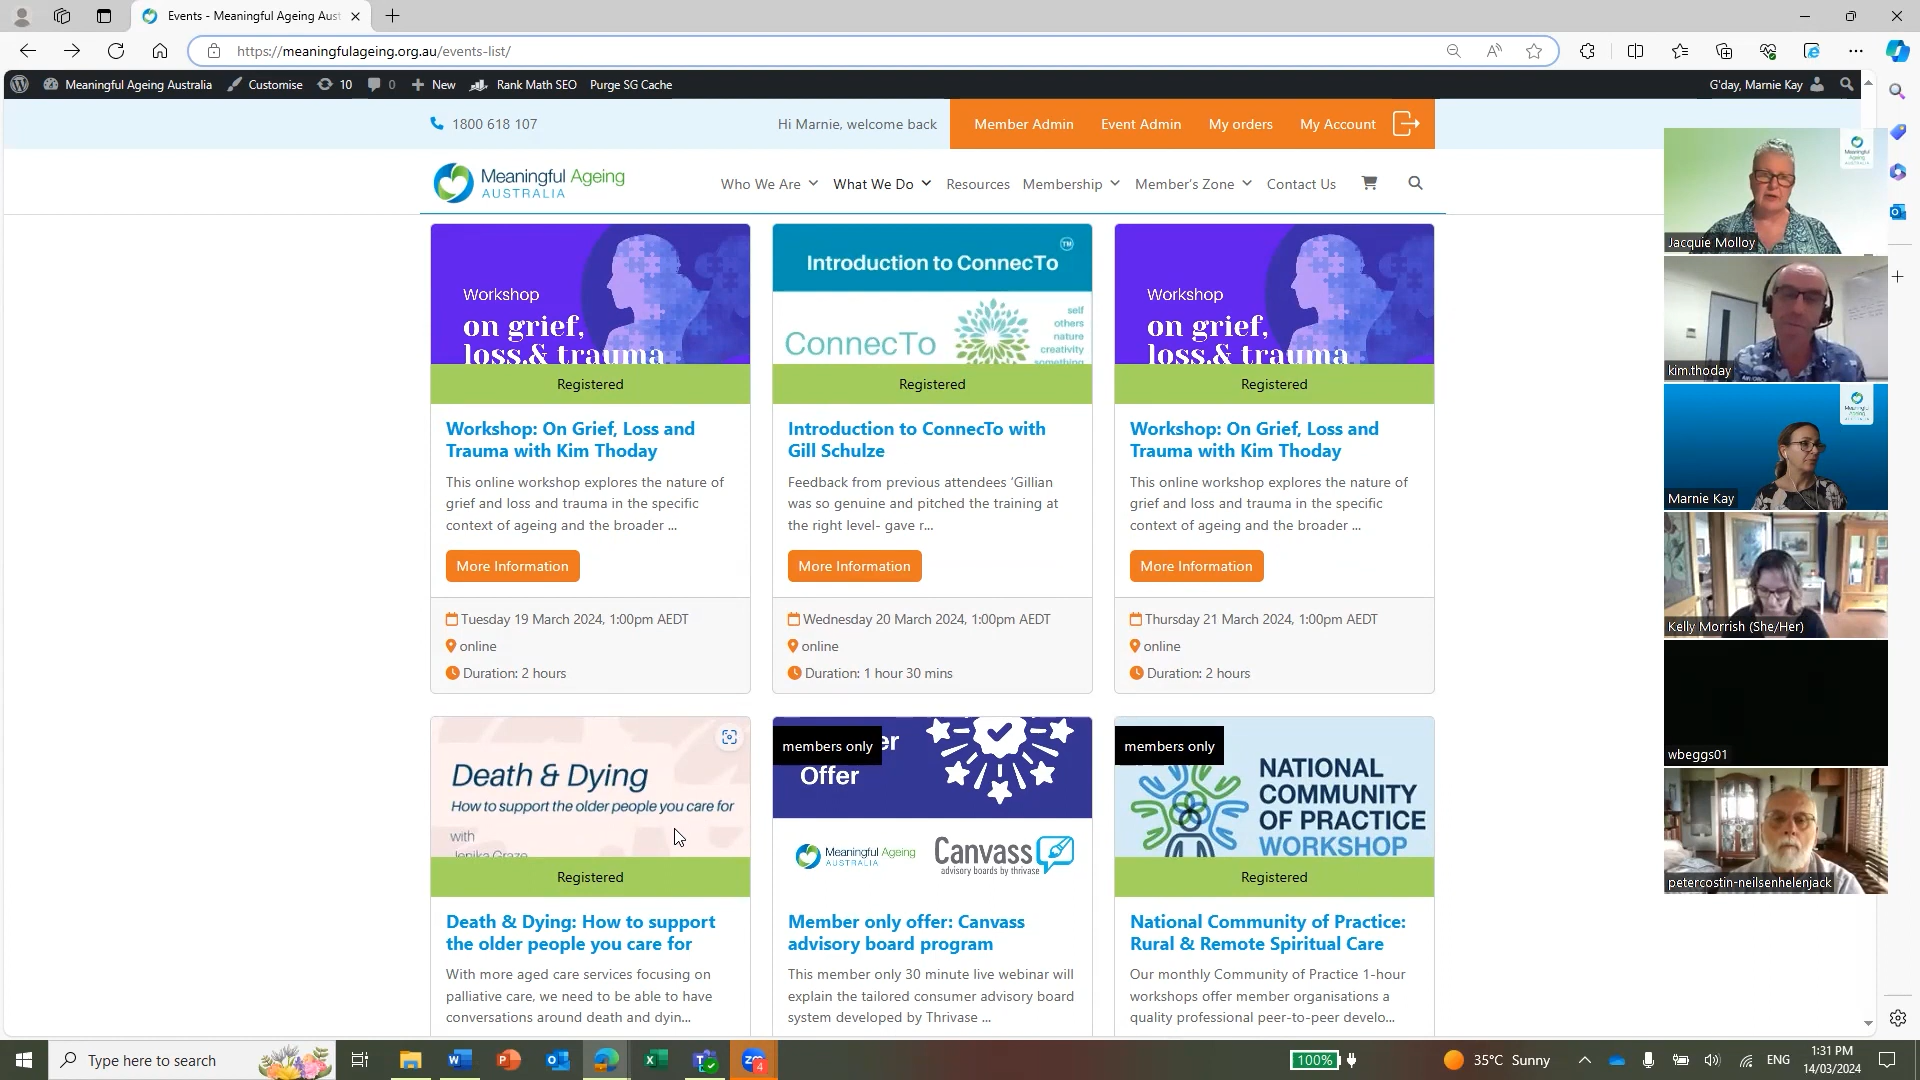 Events - Meaningful Ageing Aust
https://meaningfulageing.org.au/events-list/
Meaningful Ageing Australia
Customise
10
0
New
Rank Math SEO
Purge SG Cache
G'day, Marnie Kay
1800 618 107
Hi Marnie, welcome back
Member Admin
Event Admin
My orders
My Account
Meaningful Ageing
AUSTRALIA
Who We Are
What We Do
Resources
Membership
Member's Zone
Contact Us
Workshop
on grief,
loss,& trauma
Registered
Workshop: On Grief, Loss and
Trauma with Kim Thoday
This online workshop explores the nature of
grief and loss and trauma in the specific
context of ageing and the broader ...
More Information
Tuesday 19 March 2024, 1:00pm AEDT
online
Duration: 2 hours
Introduction to ConnecTo
TM
ConnecTo
self
others
nature
creativity
something
Registered
Introduction to ConnecTo with
Gill Schulze
Feedback from previous attendees ‘Gillian
was so genuine and pitched the training at
the right level- gave r...
More Information
Wednesday 20 March 2024, 1:00pm AEDT
online
Duration: 1 hour 30 mins
Workshop
on grief,
loss,& trauma
Registered
Workshop: On Grief, Loss and
Trauma with Kim Thoday
This online workshop explores the nature of
grief and loss and trauma in the specific
context of ageing and the broader ...
More Information
Thursday 21 March 2024, 1:00pm AEDT
online
Duration: 2 hours
Death & Dying
How to support the older people you care for
with
Jenika Graze
Registered
Death & Dying: How to support
the older people you care for
With more aged care services focusing on
palliative care, we need to be able to have
conversations around death and dyin...
members only
er
Offer
Meaningful Ageing
AUSTRALIA
Canvass
advisory boards by thrivase
Member only offer: Canvass
advisory board program
This member only 30 minute live webinar will
explain the tailored consumer advisory board
system developed by Thrivase ...
members only
NATIONAL
COMMUNITY
OF PRACTICE
WORKSHOP
Registered
National Community of Practice:
Rural & Remote Spiritual Care
Our monthly Community of Practice 1-hour
workshops offer member organisations a
quality professional peer-to-peer develo...
Jacquie Molloy
kim.thoday
Marnie Kay
Kelly Morrish (She/Her)
wbeggs01
petercostin-neilsenhelenjack
Type here to search
4
100%
35°C Sunny
ENG
1:31 PM
14/03/2024